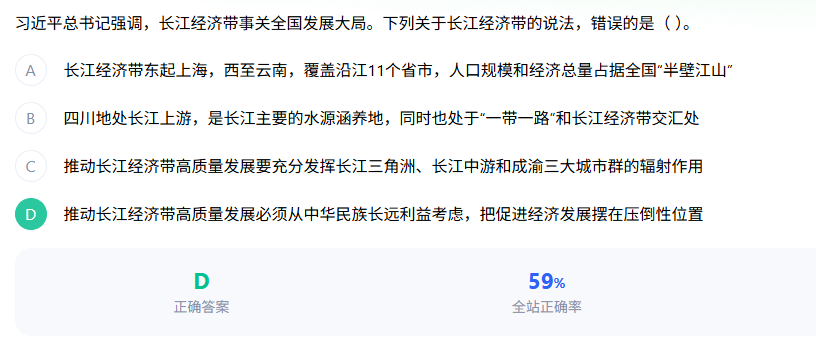 习近平总书记强调，长江经济带事关全国发展大局。下列关于长江经济带的说法，错误的是（ ）。
A 长江经济带东起上海，西至云南，覆盖沿江11个省市，人口规模和经济总量占据全国“半壁江山”
B 四川地处长江上游，是长江主要的水源涵养地，同时也处于“一带一路”和长江经济带交汇处
C 推动长江经济带高质量发展要充分发挥长江三角洲、长江中游和成渝三大城市群的辐射作用
D 推动长江经济带高质量发展必须从中华民族长远利益考虑，把促进经济发展摆在压倒性位置
D 59%
正确答案 全站正确率